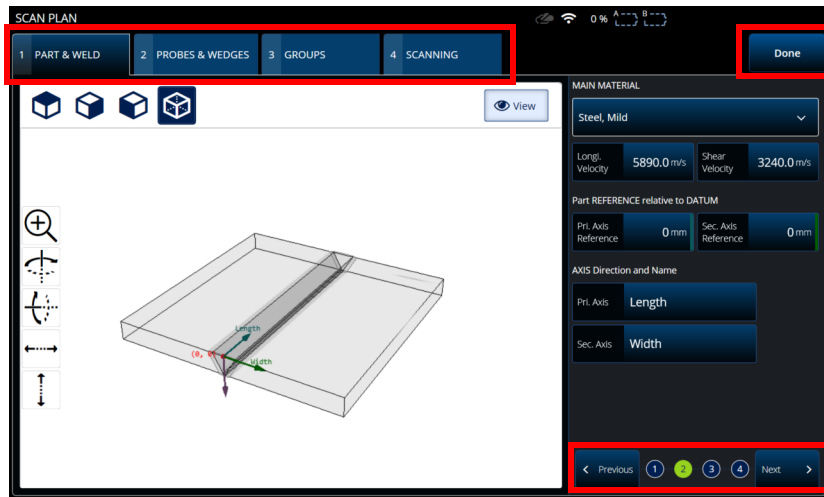 SCAN PLAN
0% A B
1 PART & WELD 2 PROBES & WEDGES 3 GROUPS 4 SCANNING Done
View
MAIN MATERIAL
Steel, Mild
Longl. Velocity 5890.0 m/s Shear Velocity 3240.0 m/s
Part REFERENCE relative to DATUM
Pri. Axis Reference 0 mm Sec. Axis Reference 0 mm
AXIS Direction and Name
Pri. Axis Length
Sec. Axis Width
Length
(0, 0)
Width
Previous 1 2 3 4 Next